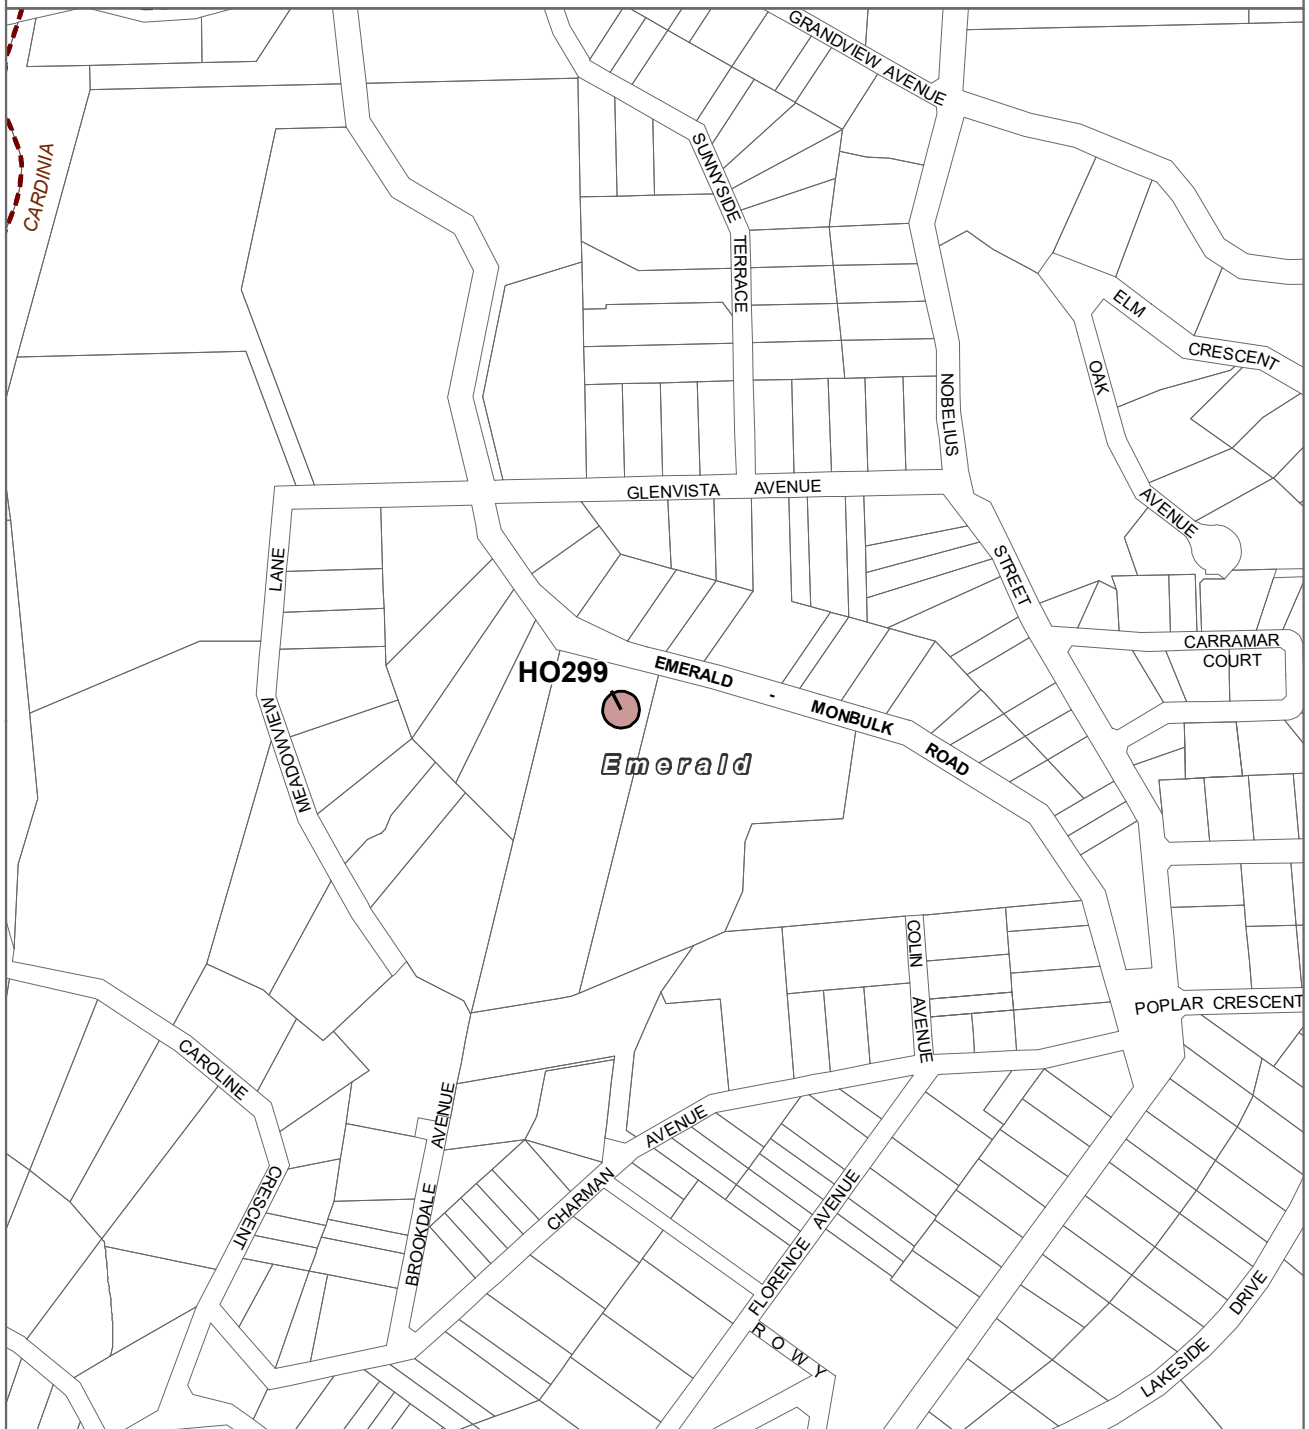 GRANDVIEW AVENUE
CARDINIA
SUNNYSIDE
TERRACE
ELM
CRESCENT
OAK
AVENUE
NOBELIUS
STREET
GLENVISTA AVENUE
LANE
MEADOWVIEW
CARRAMAR
COURT
HO299
EMERALD - MONBULK ROAD
Emerald
COLIN
AVENUE
POPLAR CRESCENT
CAROLINE
CRESCENT
BROOKDALE AVENUE
CHARMAN AVENUE
FLORENCE AVENUE
ROWY
LAKESIDE DRIVE